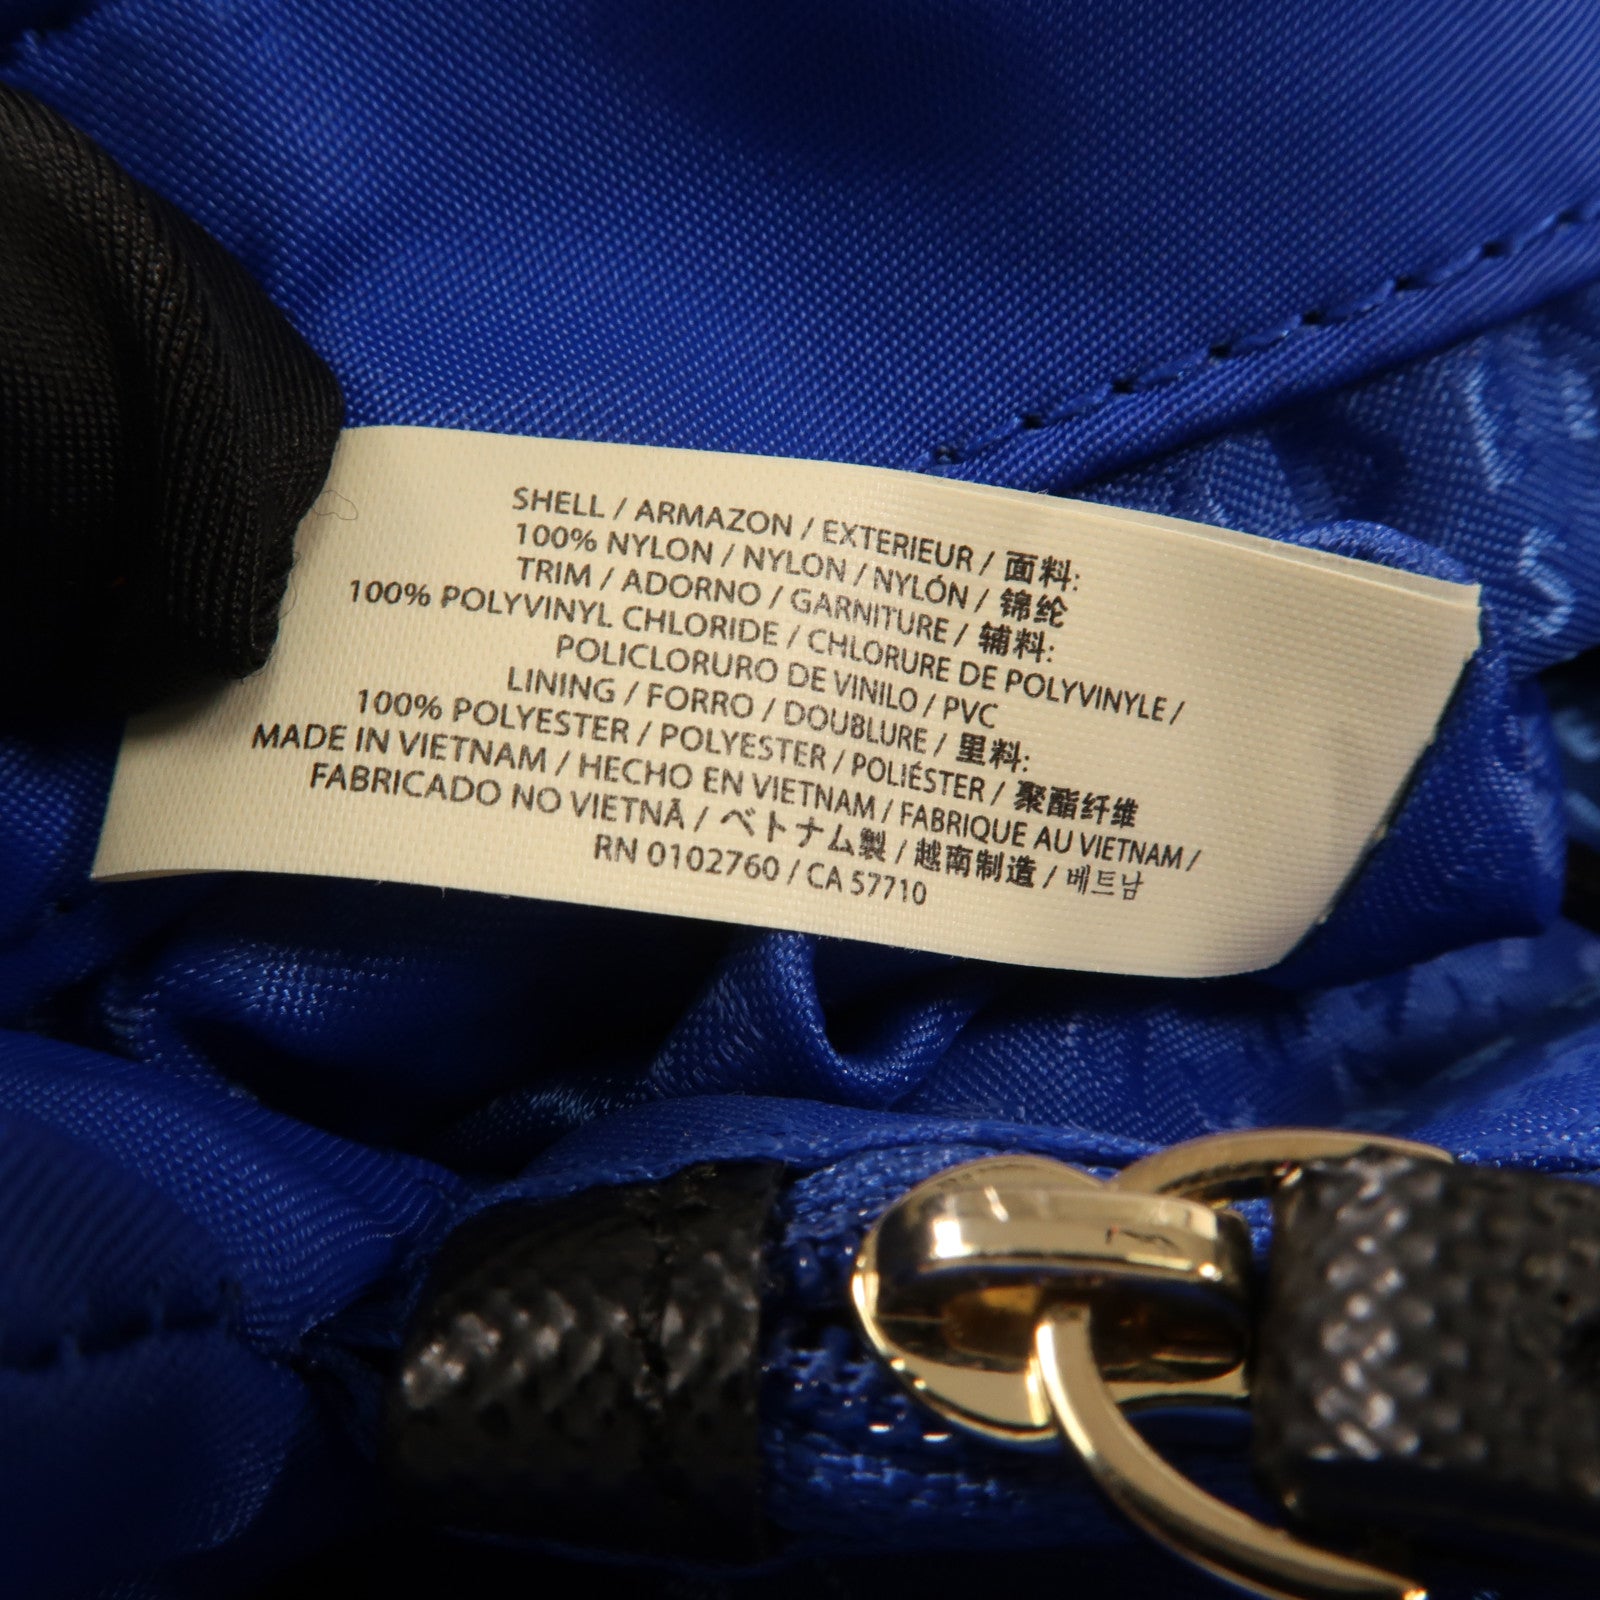 SHELL / ARMAZON / EXTERIEUR / 面料:
100% NYLON / NYLON / NYLÓN / 锦纶
TRIM / ADORNO / GARNITURE / 辅料:
100% POLYVINYL CHLORIDE / CHLORURE DE POLYVINYLE /
POLICLORURO DE VINILO / PVC
LINING / FORRO / DOUBLURE / 里料:
100% POLYESTER / POLYESTER / POLIÉSTER / 聚酯纤维
MADE IN VIETNAM / HECHO EN VIETNAM / FABRIQUE AU VIETNAM /
FABRICADO NO VIETNÃ / ベトナム製 / 越南制造 / 베트남
RN 0102760 / CA 57710